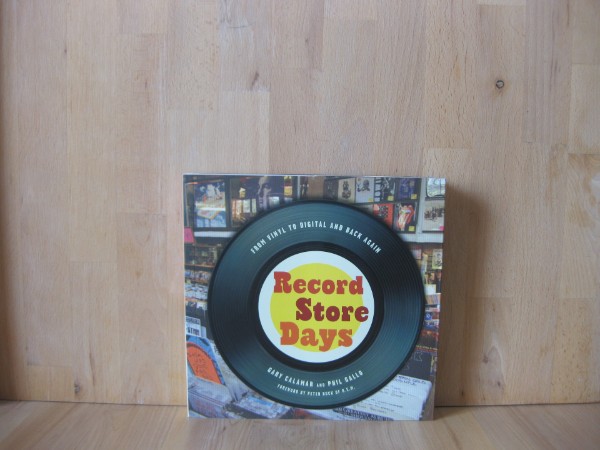 FROM VINYL TO DIGITAL AND BACK AGAIN
Record
Store
Days
GARY CALAMAR AND PHIL GALLO
FOREWORD BY PETER BUCK OF R.E.M.